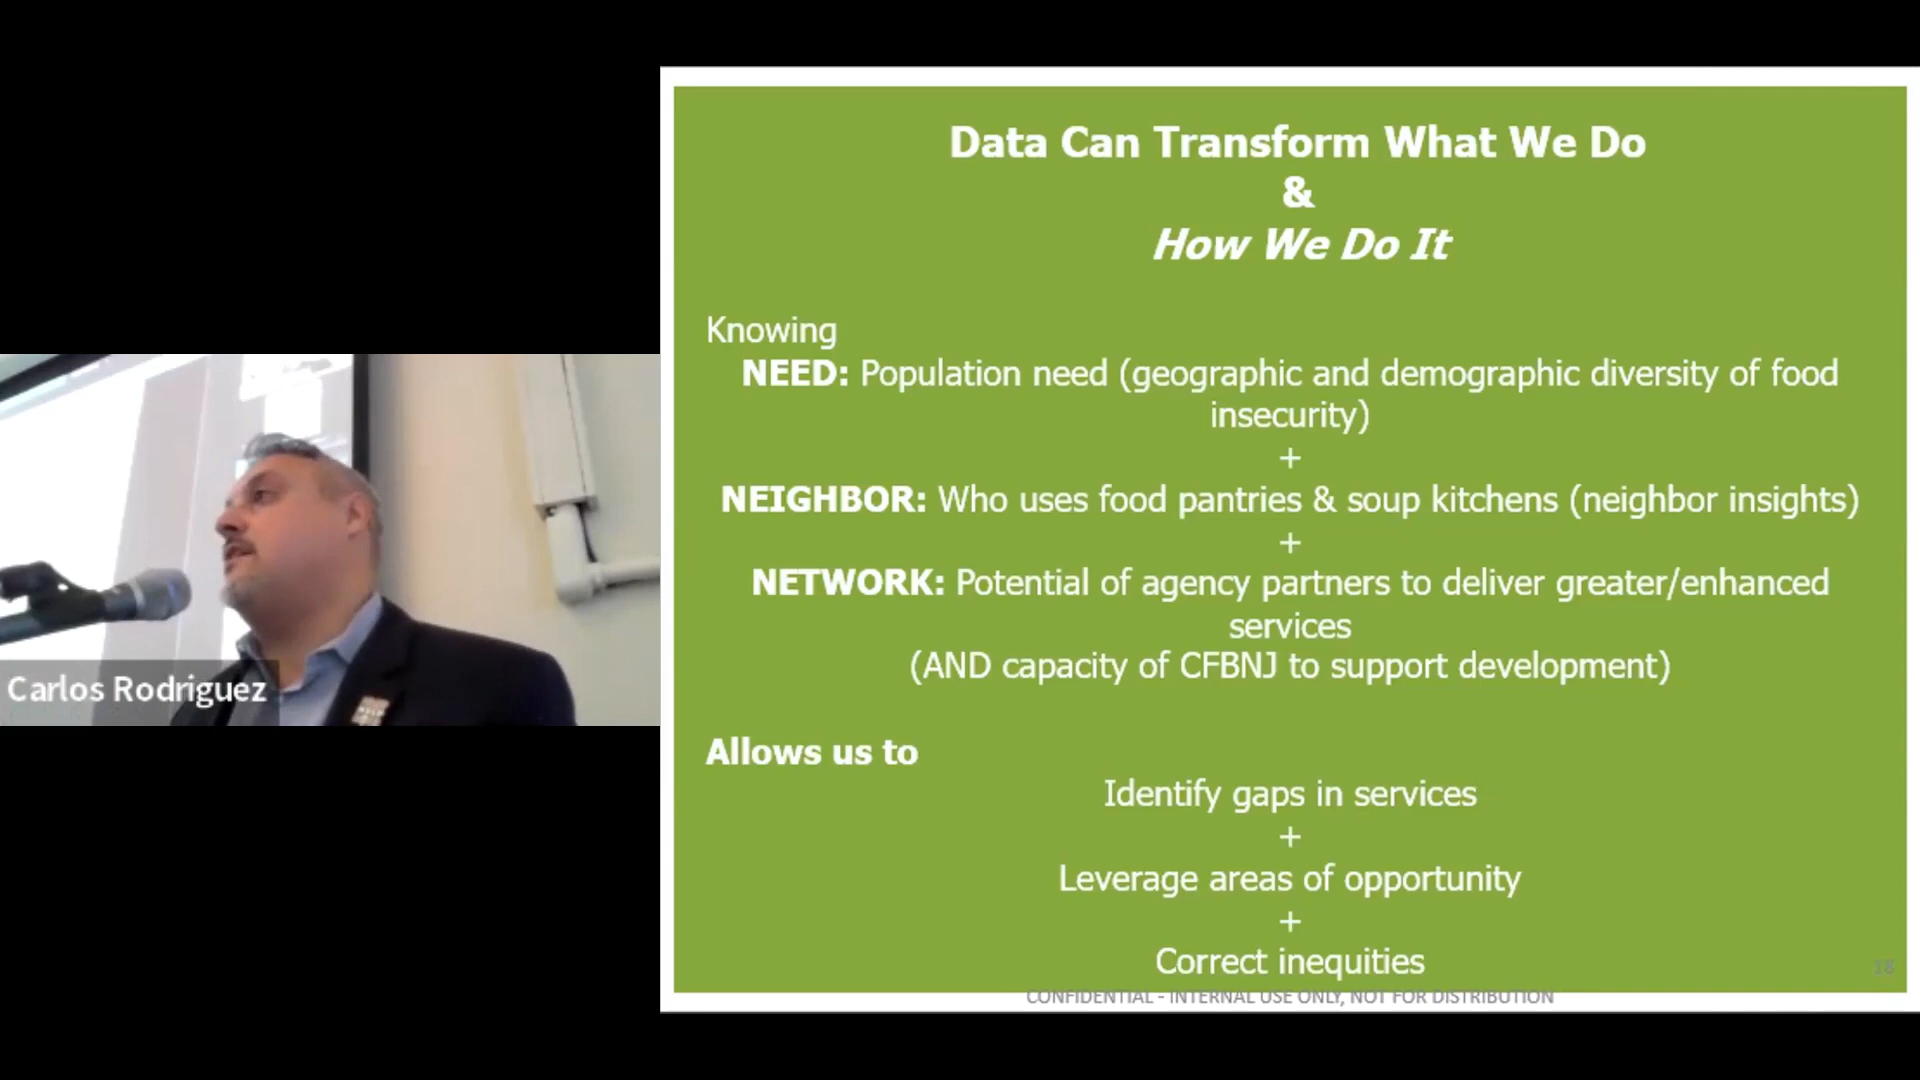 Data Can Transform What We Do
&
How We Do It
Knowing
NEED: Population need (geographic and demographic diversity of food
insecurity)
+
NEIGHBOR: Who uses food pantries & soup kitchens (neighbor insights)
+
NETWORK: Potential of agency partners to deliver greater/enhanced
services
(AND capacity of CFBNJ to support development)
Allows us to
Identify gaps in services
+
Leverage areas of opportunity
+
Correct inequities
18
CONFIDENTIAL - INTERNAL USE ONLY, NOT FOR DISTRIBUTION
Carlos Rodriguez